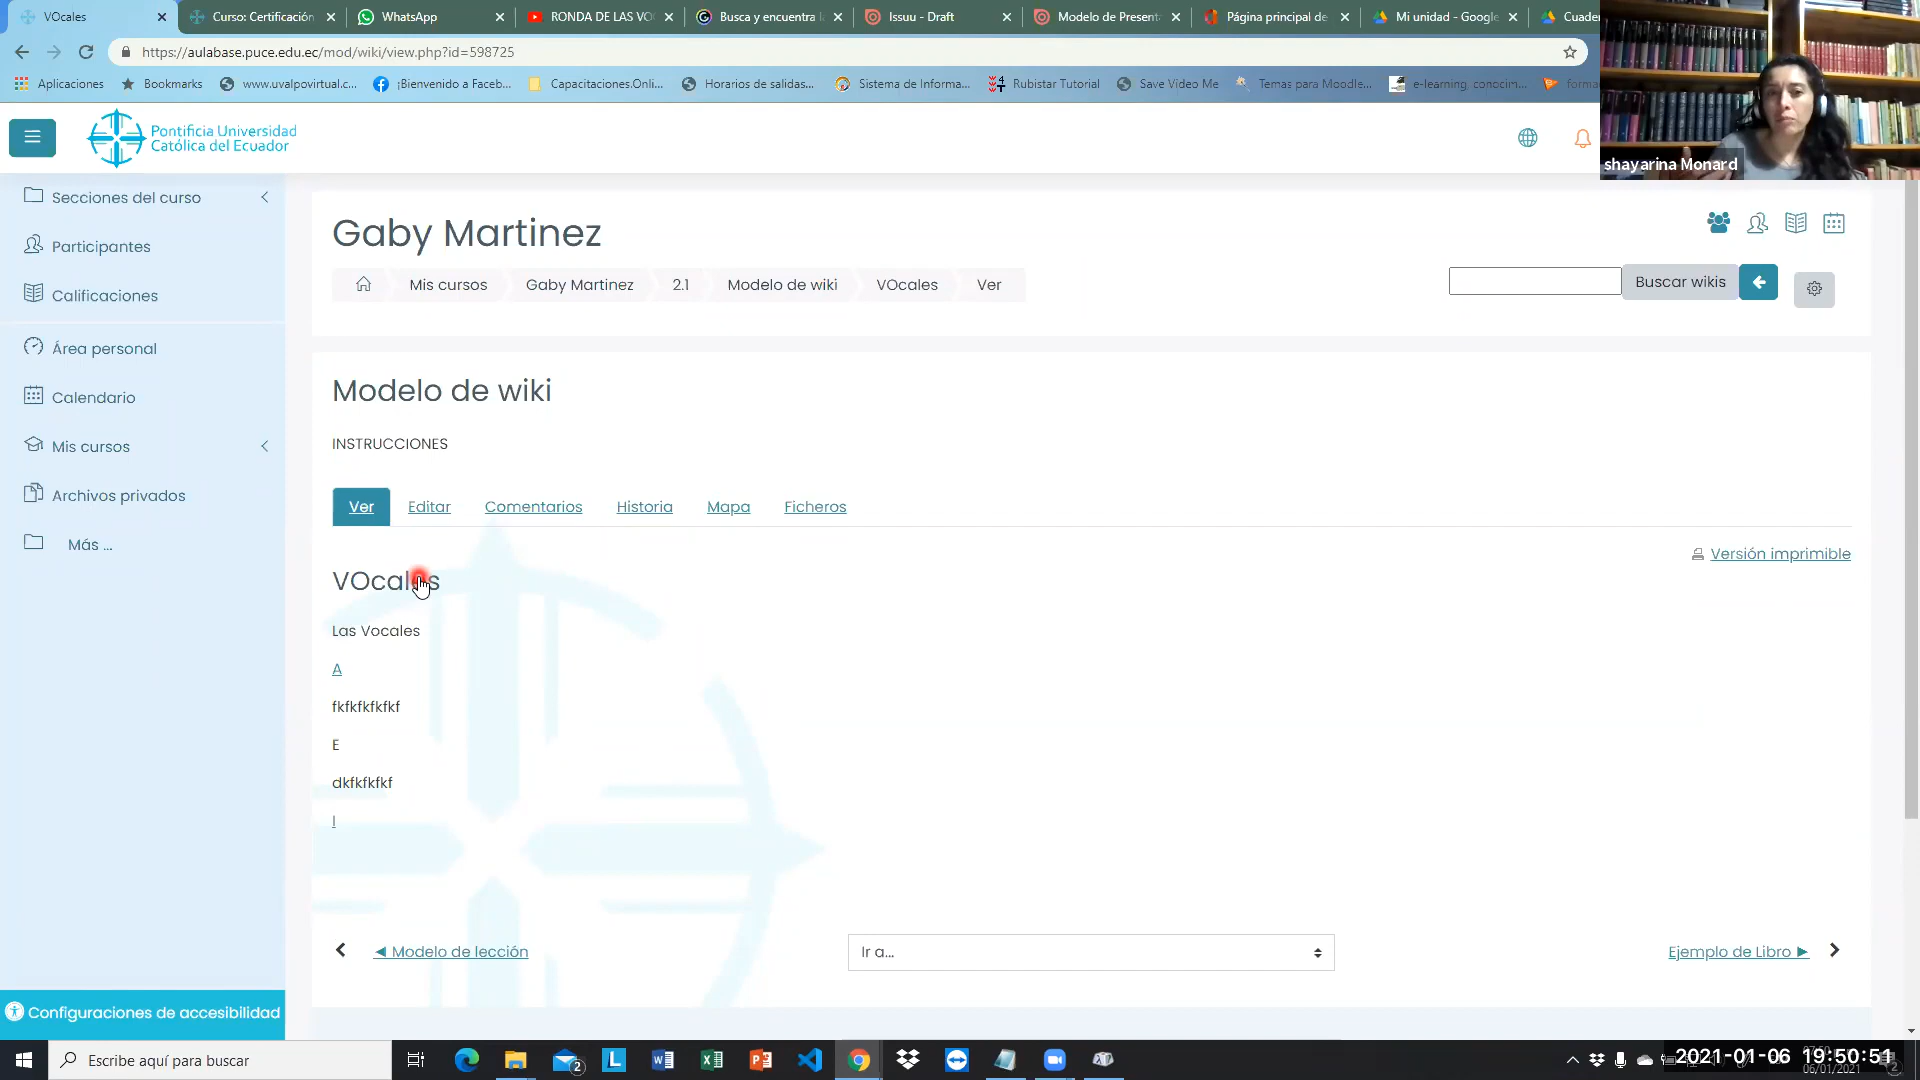 VOcales
Curso: Certificación
WhatsApp
RONDA DE LAS VO
Busca y encuentra
Issuu - Draft
Modelo de Present
Página principal de
Mi unidad - Google
Cuade
https://aulabase.puce.edu.ec/mod/wiki/view.php?id=598725
Aplicaciones
Bookmarks
www.uvalpovirtual.c...
¡Bienvenido a Faceb...
Capacitaciones.Onli...
Horarios de salidas...
Sistema de Informa...
Rubistar Tutorial
Save Video Me
Temas para Moodle...
e-learning, conocim...
forma
Pontificia Universidad
Católica del Ecuador
shayarina Monard
Secciones del curso
Participantes
Calificaciones
Área personal
Calendario
Mis cursos
Archivos privados
Más ...
Configuraciones de accesibilidad
Gaby Martinez
Mis cursos
Gaby Martinez
2.1
Modelo de wiki
VOcales
Ver
Buscar wikis
Modelo de wiki
INSTRUCCIONES
Ver
Editar
Comentarios
Historia
Mapa
Ficheros
Versión imprimible
VOcales
Las Vocales
A
fkfkfkfkfkf
E
dkfkfkfkf
I
◄ Modelo de lección
Ir a...
Ejemplo de Libro ►
Escribe aquí para buscar
2021-01-06 19:50:51
06/01/2021